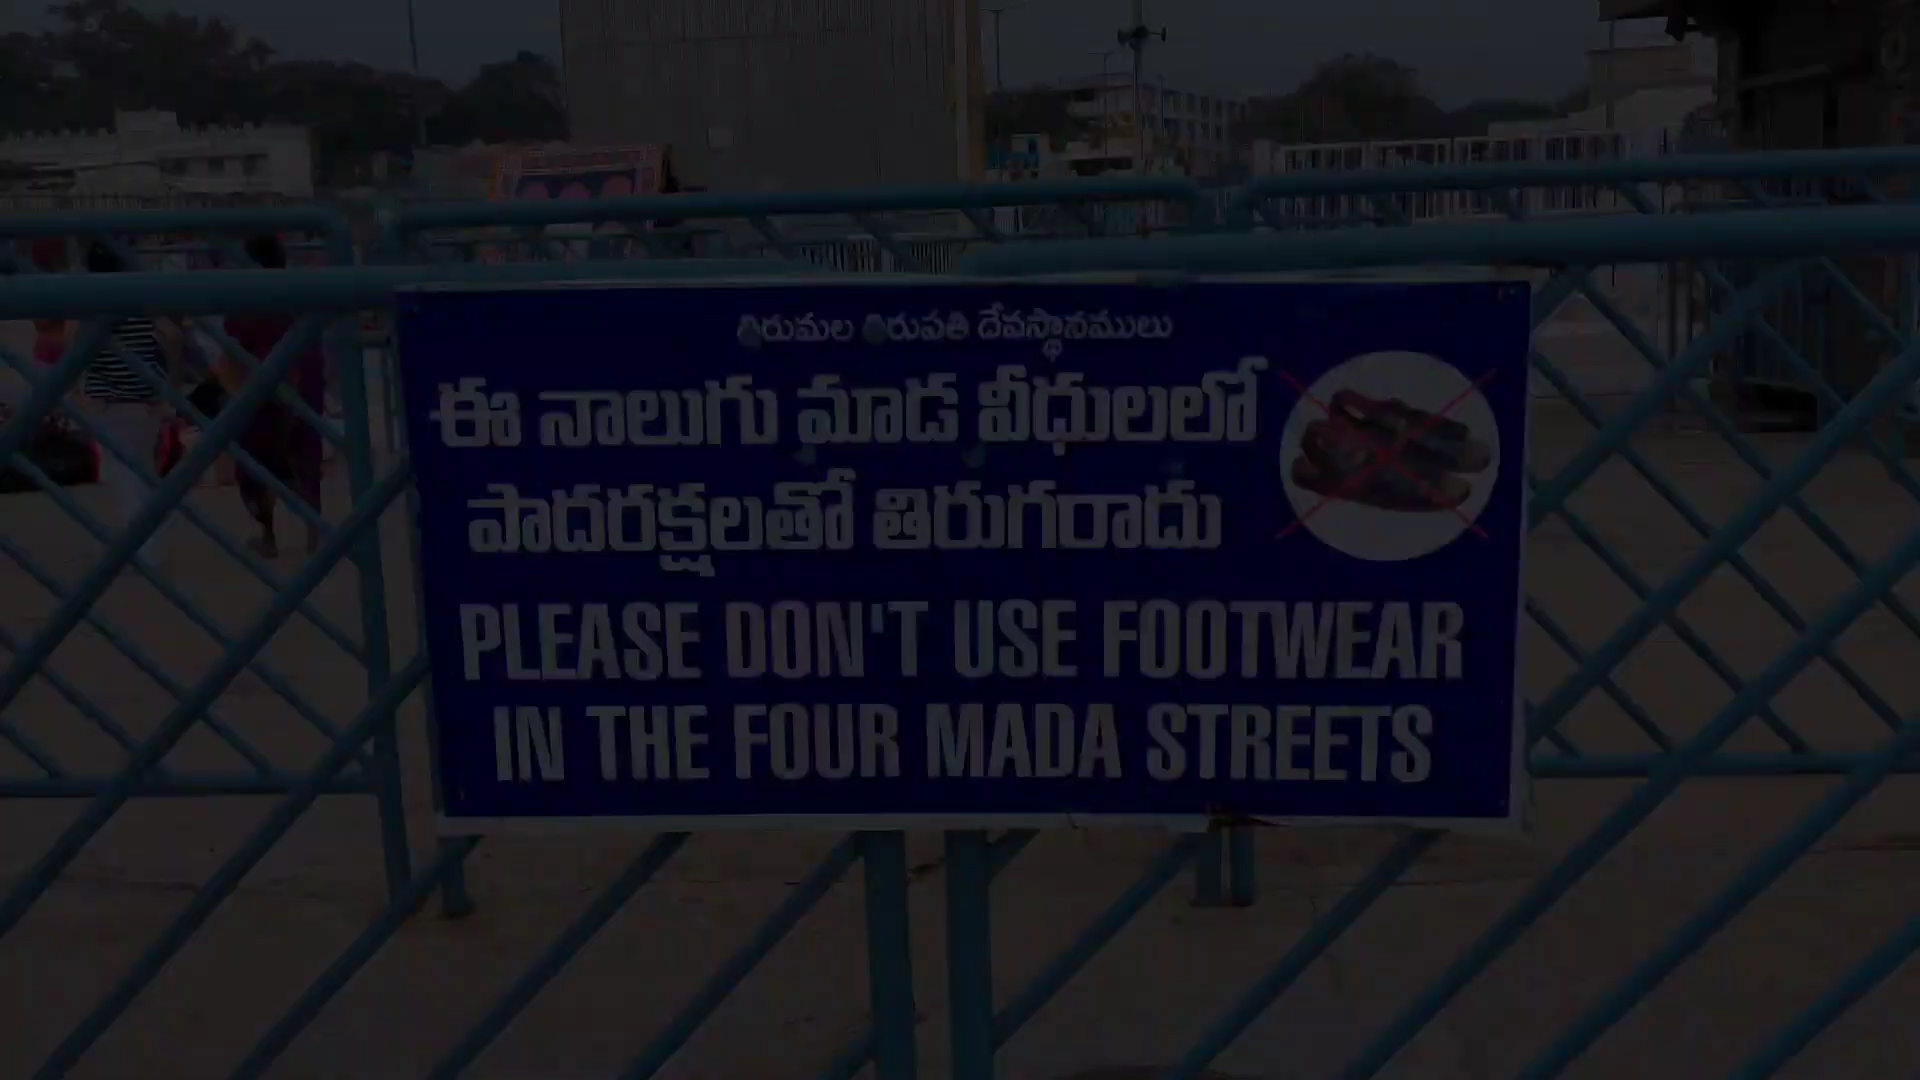 తిరుమల తిరుపతి దేవస్థానములు
ఈ నాలుగు మాడ వీధులలో
పాదరక్షలతో తిరుగరాదు
PLEASE DON'T USE FOOTWEAR
IN THE FOUR MADA STREETS